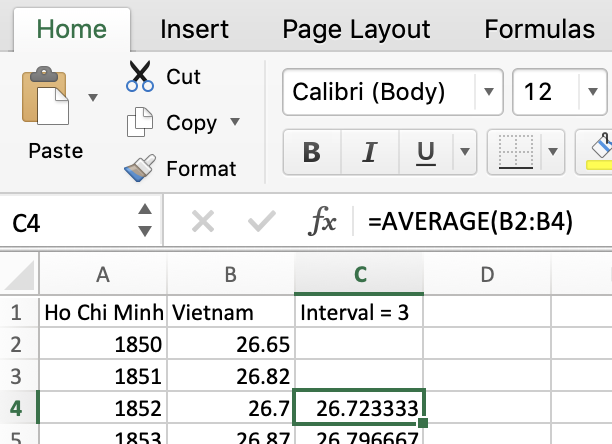 Home Insert Page Layout Formulas
Cut
Calibri (Body) 12
Copy
Paste
B I U
Format
C4 fx =AVERAGE(B2:B4)
A B C D
1 Ho Chi Minh Vietnam Interval = 3
2 1850 26.65
3 1851 26.82
4 1852 26.7 26.723333
5 1853 26.87 26.796667